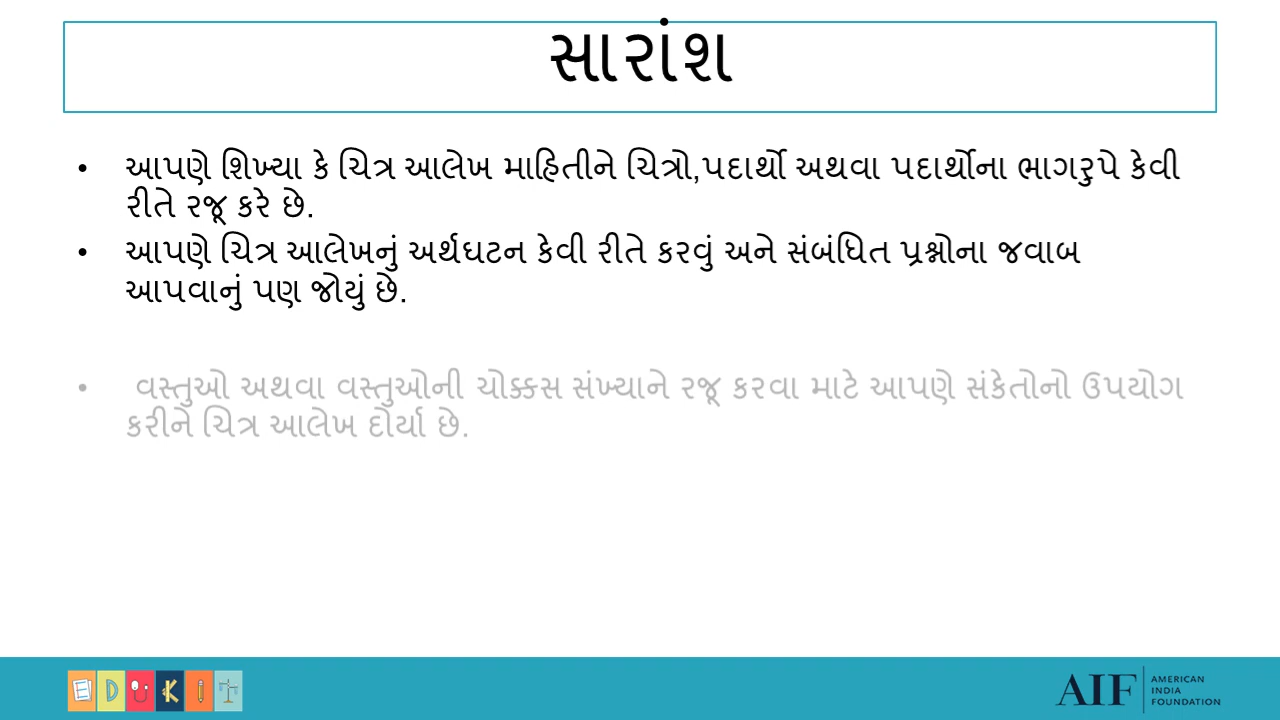 સારાંશ
• આપણે શિખ્યા કે ચિત્ર આલેખ માહિતીને ચિત્રો,પદાર્થો અથવા પદાર્થોના ભાગરુપે કેવી
રીતે રજૂ કરે છે.
• આપણે ચિત્ર આલેખનું અર્થઘટન કેવી રીતે કરવું અને સંબંધિત પ્રશ્નોના જવાબ
આપવાનું પણ જોયું છે.
• વસ્તુઓ અથવા વસ્તુઓની ચોક્કસ સંખ્યાને રજૂ કરવા માટે આપણે સંકેતોનો ઉપયોગ
કરીને ચિત્ર આલેખ દોર્યા છે.
EDUKIT
AIF
AMERICAN
INDIA
FOUNDATION